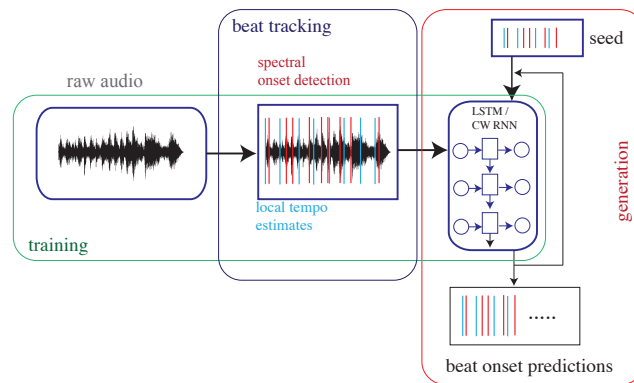 beat tracking
seed
spectral
onset detection
raw audio
LSTM /
CW RNN
generation
local tempo
estimates
training
.....
beat onset predictions